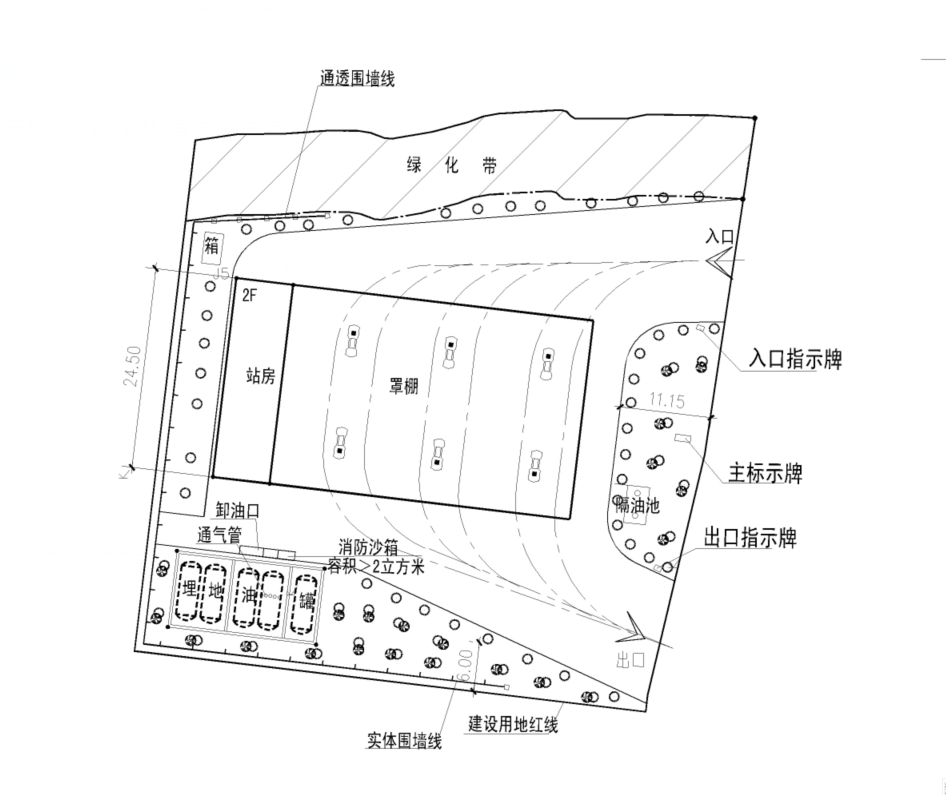 通透围墙线
绿 化 带
入口
箱
J5
2F
入口指示牌
站房
罩棚
24.50
11.15
主标示牌
隔油池
K
卸油口
通气管
出口指示牌
消防沙箱
容积>2立方米
埋 地 油 罐
出口
6.00
建设用地红线
实体围墙线